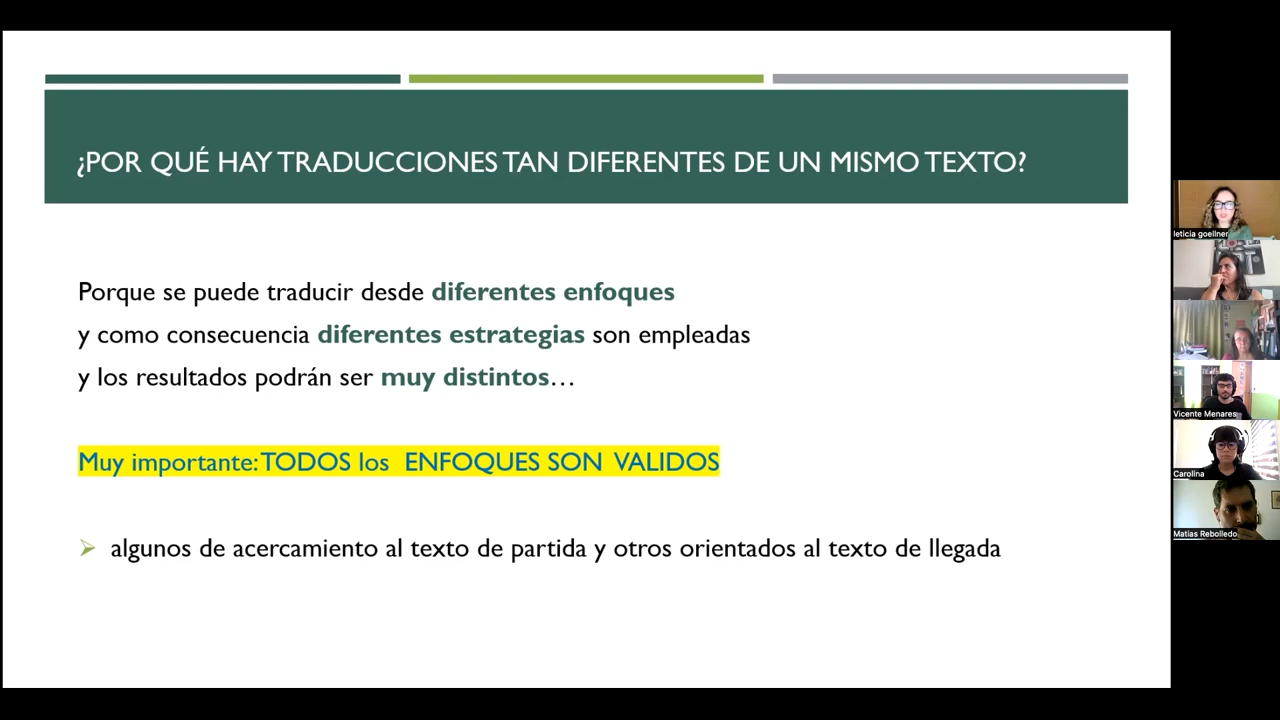 ¿POR QUÉ HAY TRADUCCIONES TAN DIFERENTES DE UN MISMO TEXTO?
Porque se puede traducir desde diferentes enfoques
y como consecuencia diferentes estrategias son empleadas
y los resultados podrán ser muy distintos…
Muy importante: TODOS los ENFOQUES SON VALIDOS
algunos de acercamiento al texto de partida y otros orientados al texto de llegada
leticia goellner
Vicente Menares
Carolina
Matías Rebolledo